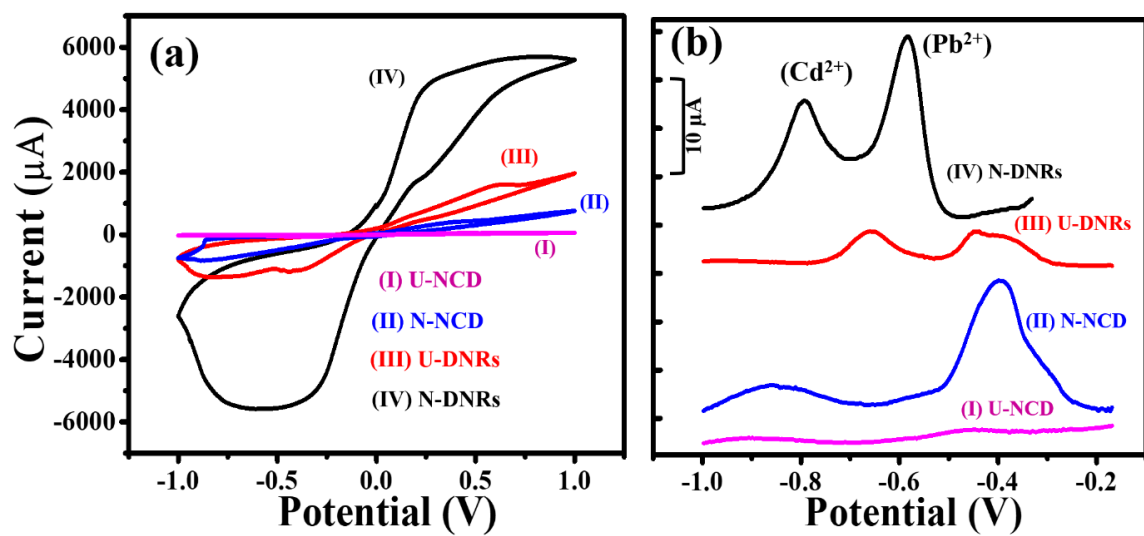 (a)
6000
4000
2000
0
-2000
-4000
-6000
Current (μA)
(IV)
(III)
(II)
(I)
(I) U-NCD
(II) N-NCD
(III) U-DNRs
(IV) N-DNRs
-1.0 -0.5 0.0 0.5 1.0
Potential (V)
(b)
(Pb²⁺)
(Cd²⁺)
10 μA
(IV) N-DNRs
(III) U-DNRs
(II) N-NCD
(I) U-NCD
-1.0 -0.8 -0.6 -0.4 -0.2
Potential (V)